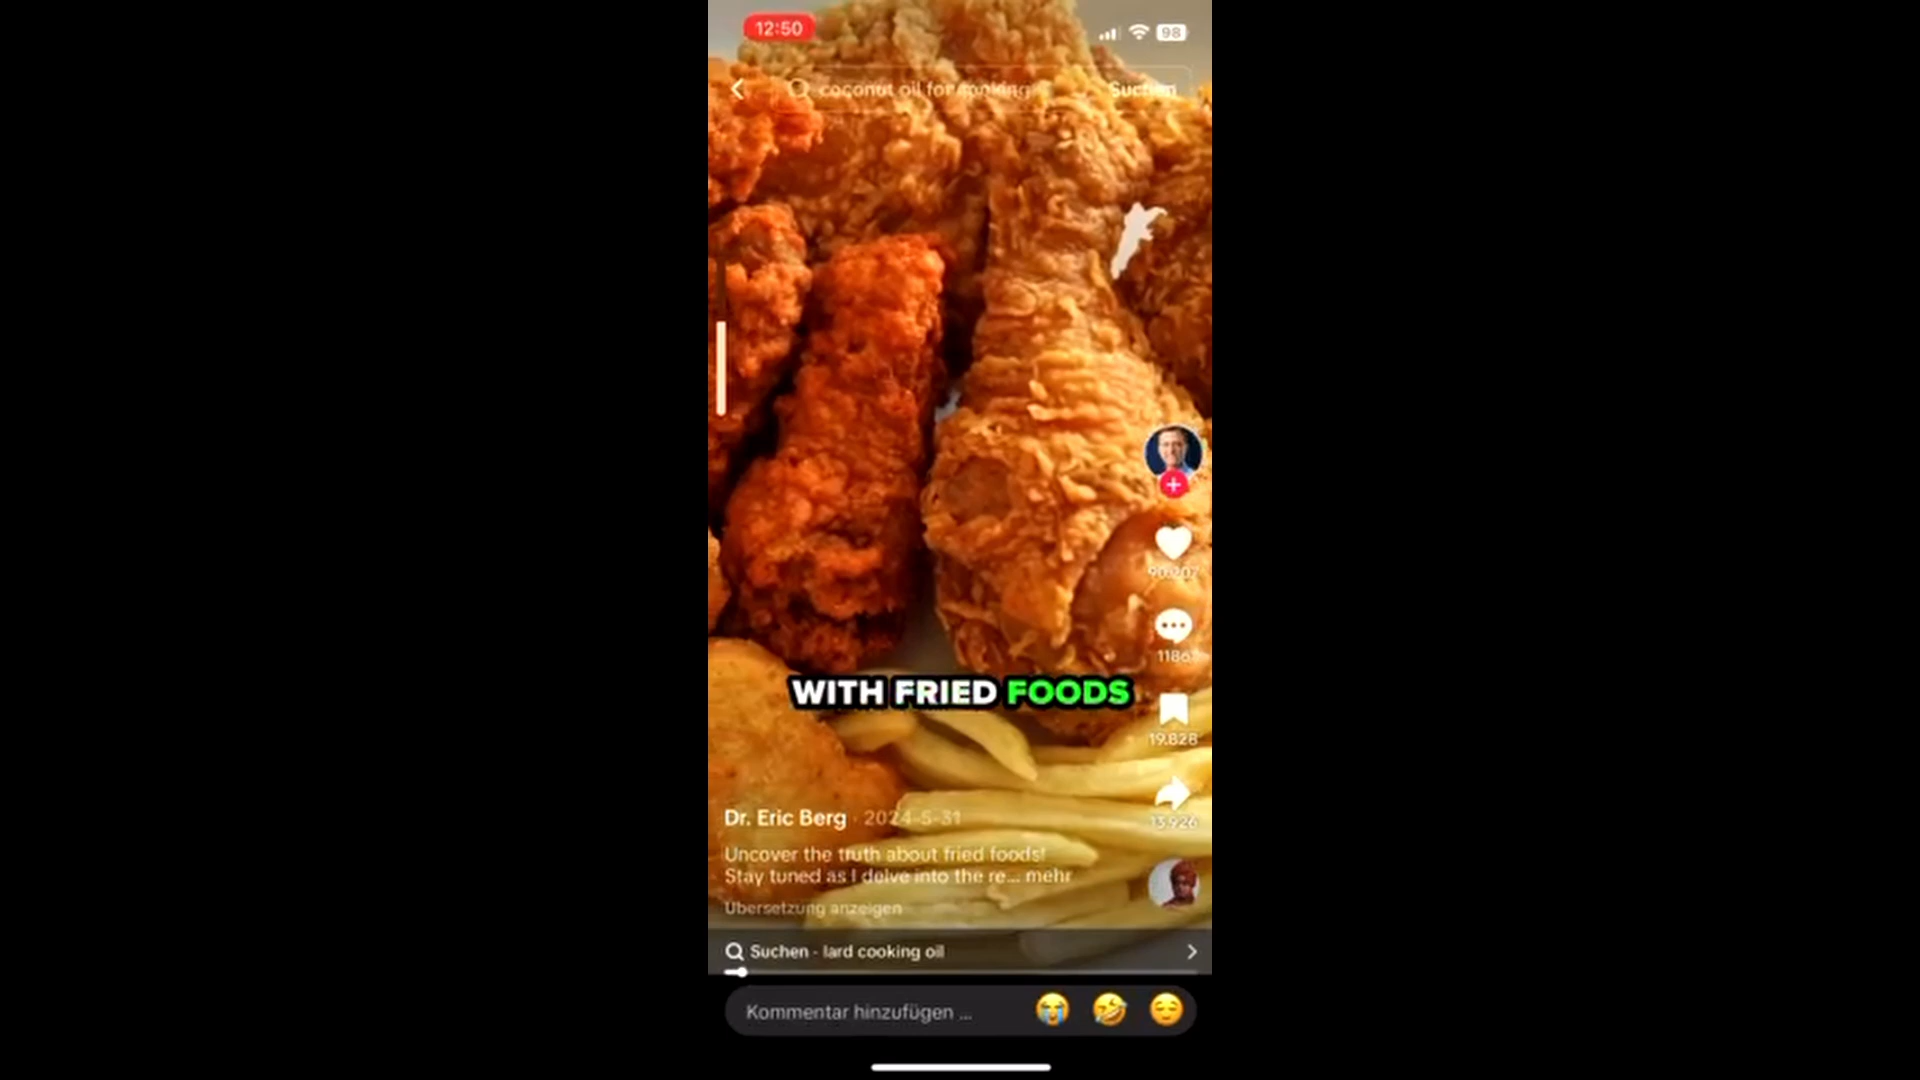 12:50
98
coconut oil for cooking
Suchen
WITH FRIED FOODS
90.207
1186
19.828
13.926
Dr. Eric Berg · 2024-5-31
Uncover the truth about fried foods!
Stay tuned as I delve into the re... mehr
Übersetzung anzeigen
Suchen - lard cooking oil
Kommentar hinzufügen ...